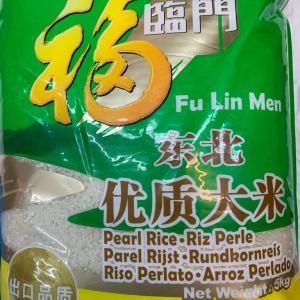 福臨門
Fu Lin Men
东北
优质大米
Pearl Rice・Riz Perle
Parel Rijst・Rundkornreis
Riso Perlato・Arroz Perlado
Net Weight: 5kg
出口品质